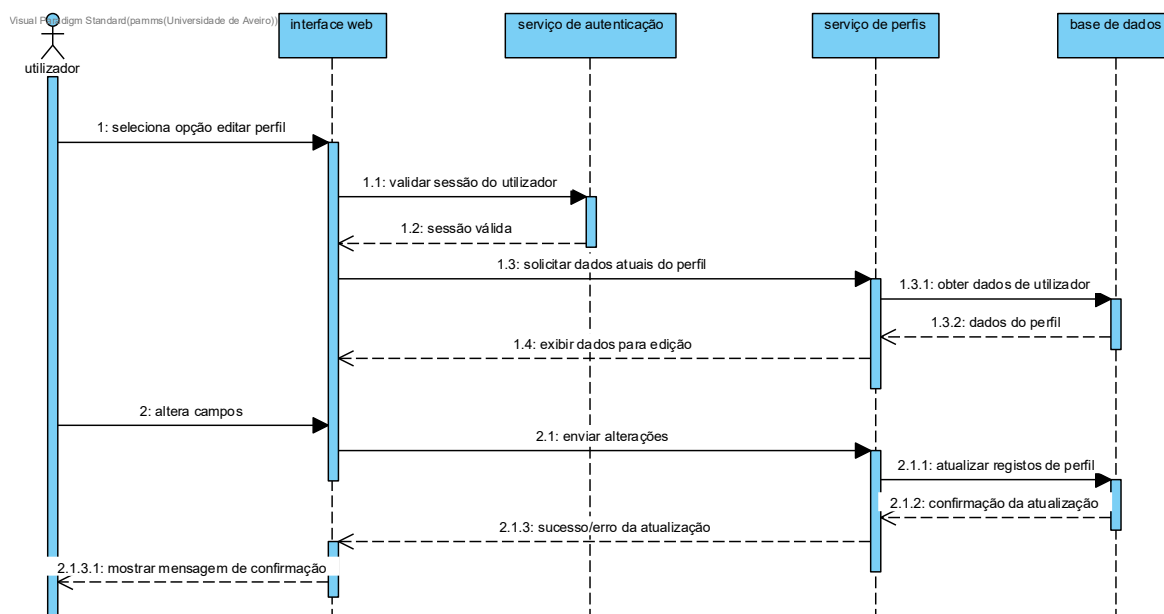 Visual Paradigm Standard(pamms(Universidade de Aveiro))
interface web
serviço de autenticação
serviço de perfis
base de dados
utilizador
1: seleciona opção editar perfil
1.1: validar sessão do utilizador
1.2: sessão válida
1.3: solicitar dados atuais do perfil
1.3.1: obter dados de utilizador
1.3.2: dados do perfil
1.4: exibir dados para edição
2: altera campos
2.1: enviar alterações
2.1.1: atualizar registos de perfil
2.1.2: confirmação da atualização
2.1.3: sucesso/erro da atualização
2.1.3.1: mostrar mensagem de confirmação